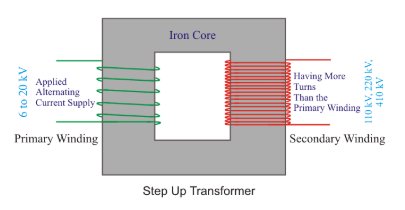 Iron Core
6 to 20 kV
Applied
Alternating
Current Supply
Primary Winding
Having More
Turns
Than the
Primary Winding
110 kV, 220 kV,
410 kV
Secondary Winding
Step Up Transformer